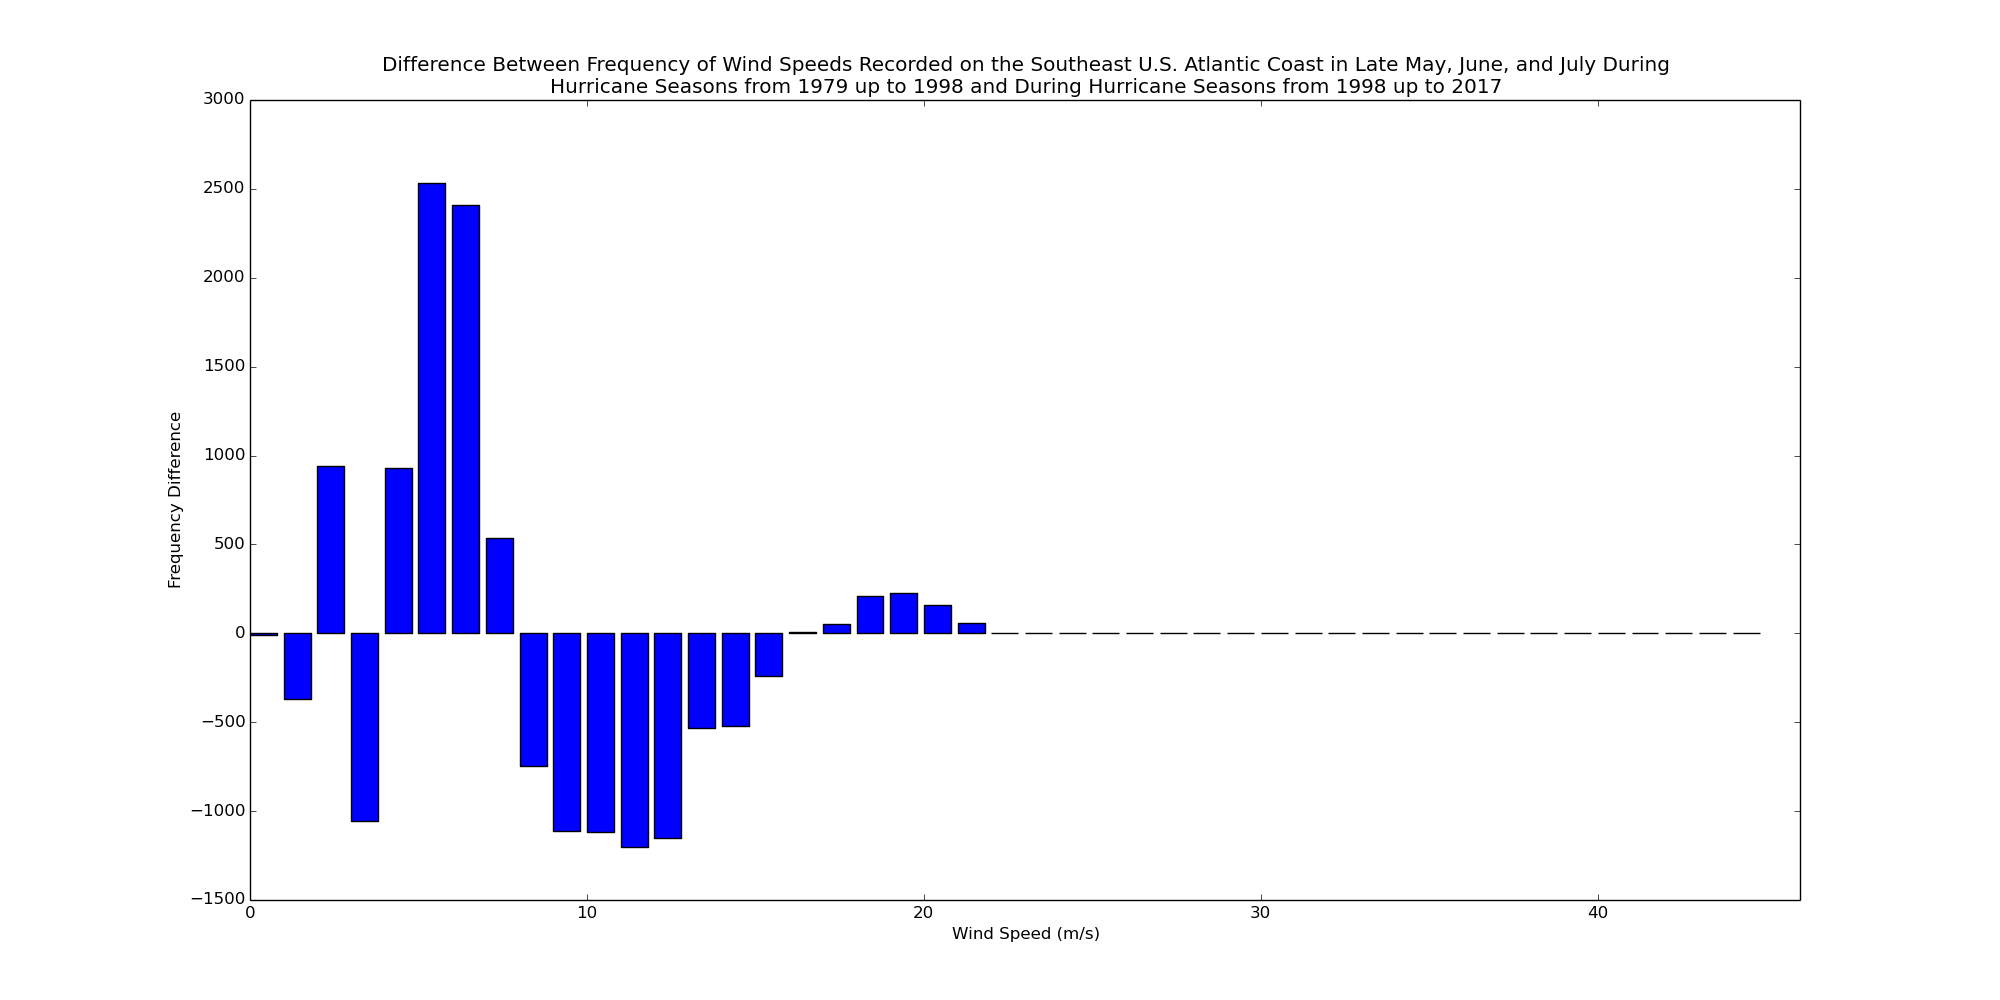 Difference Between Frequency of Wind Speeds Recorded on the Southeast U.S. Atlantic Coast in Late May, June, and July During
Hurricane Seasons from 1979 up to 1998 and During Hurricane Seasons from 1998 up to 2017
3000
2500
2000
1500
1000
500
0
−500
−1000
−1500
Frequency Difference
0 10 20 30 40
Wind Speed (m/s)